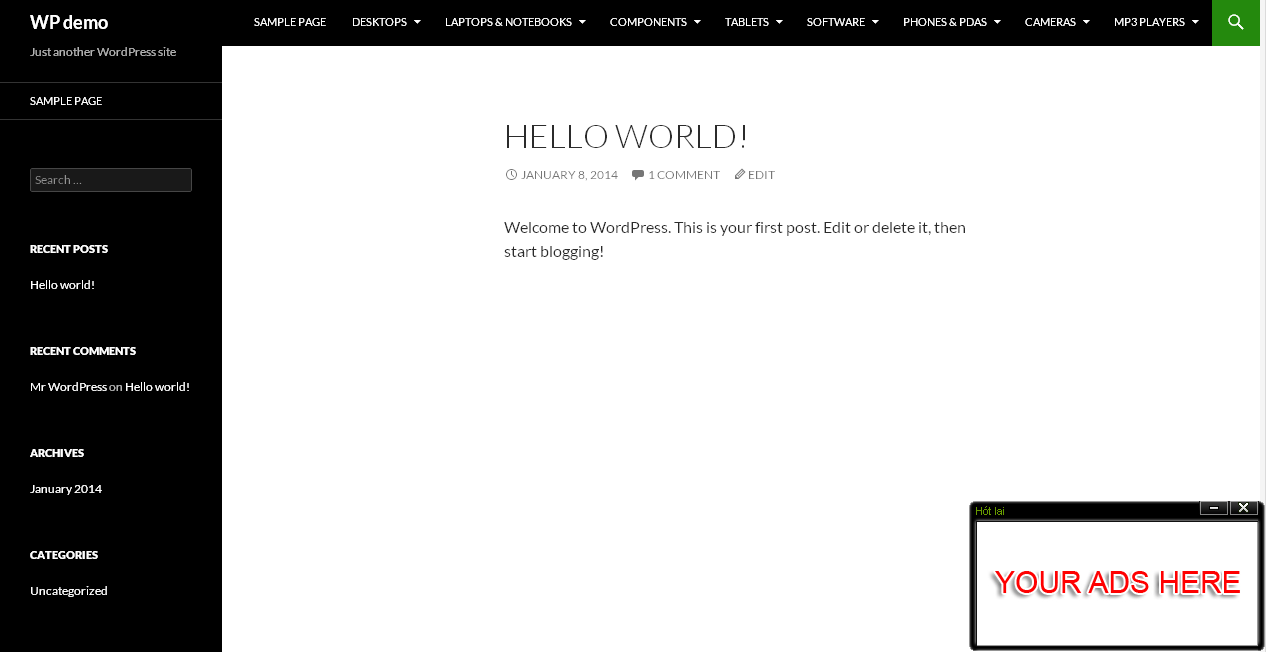 WP demo
Just another WordPress site
SAMPLE PAGE
Search ...
RECENT POSTS
Hello world!
RECENT COMMENTS
Mr WordPress on Hello world!
ARCHIVES
January 2014
CATEGORIES
Uncategorized
SAMPLE PAGE DESKTOPS LAPTOPS & NOTEBOOKS COMPONENTS TABLETS SOFTWARE PHONES & PDAS CAMERAS MP3 PLAYERS
HELLO WORLD!
JANUARY 8, 2014 1 COMMENT EDIT
Welcome to WordPress. This is your first post. Edit or delete it, then
start blogging!
Hót lai
YOUR ADS HERE